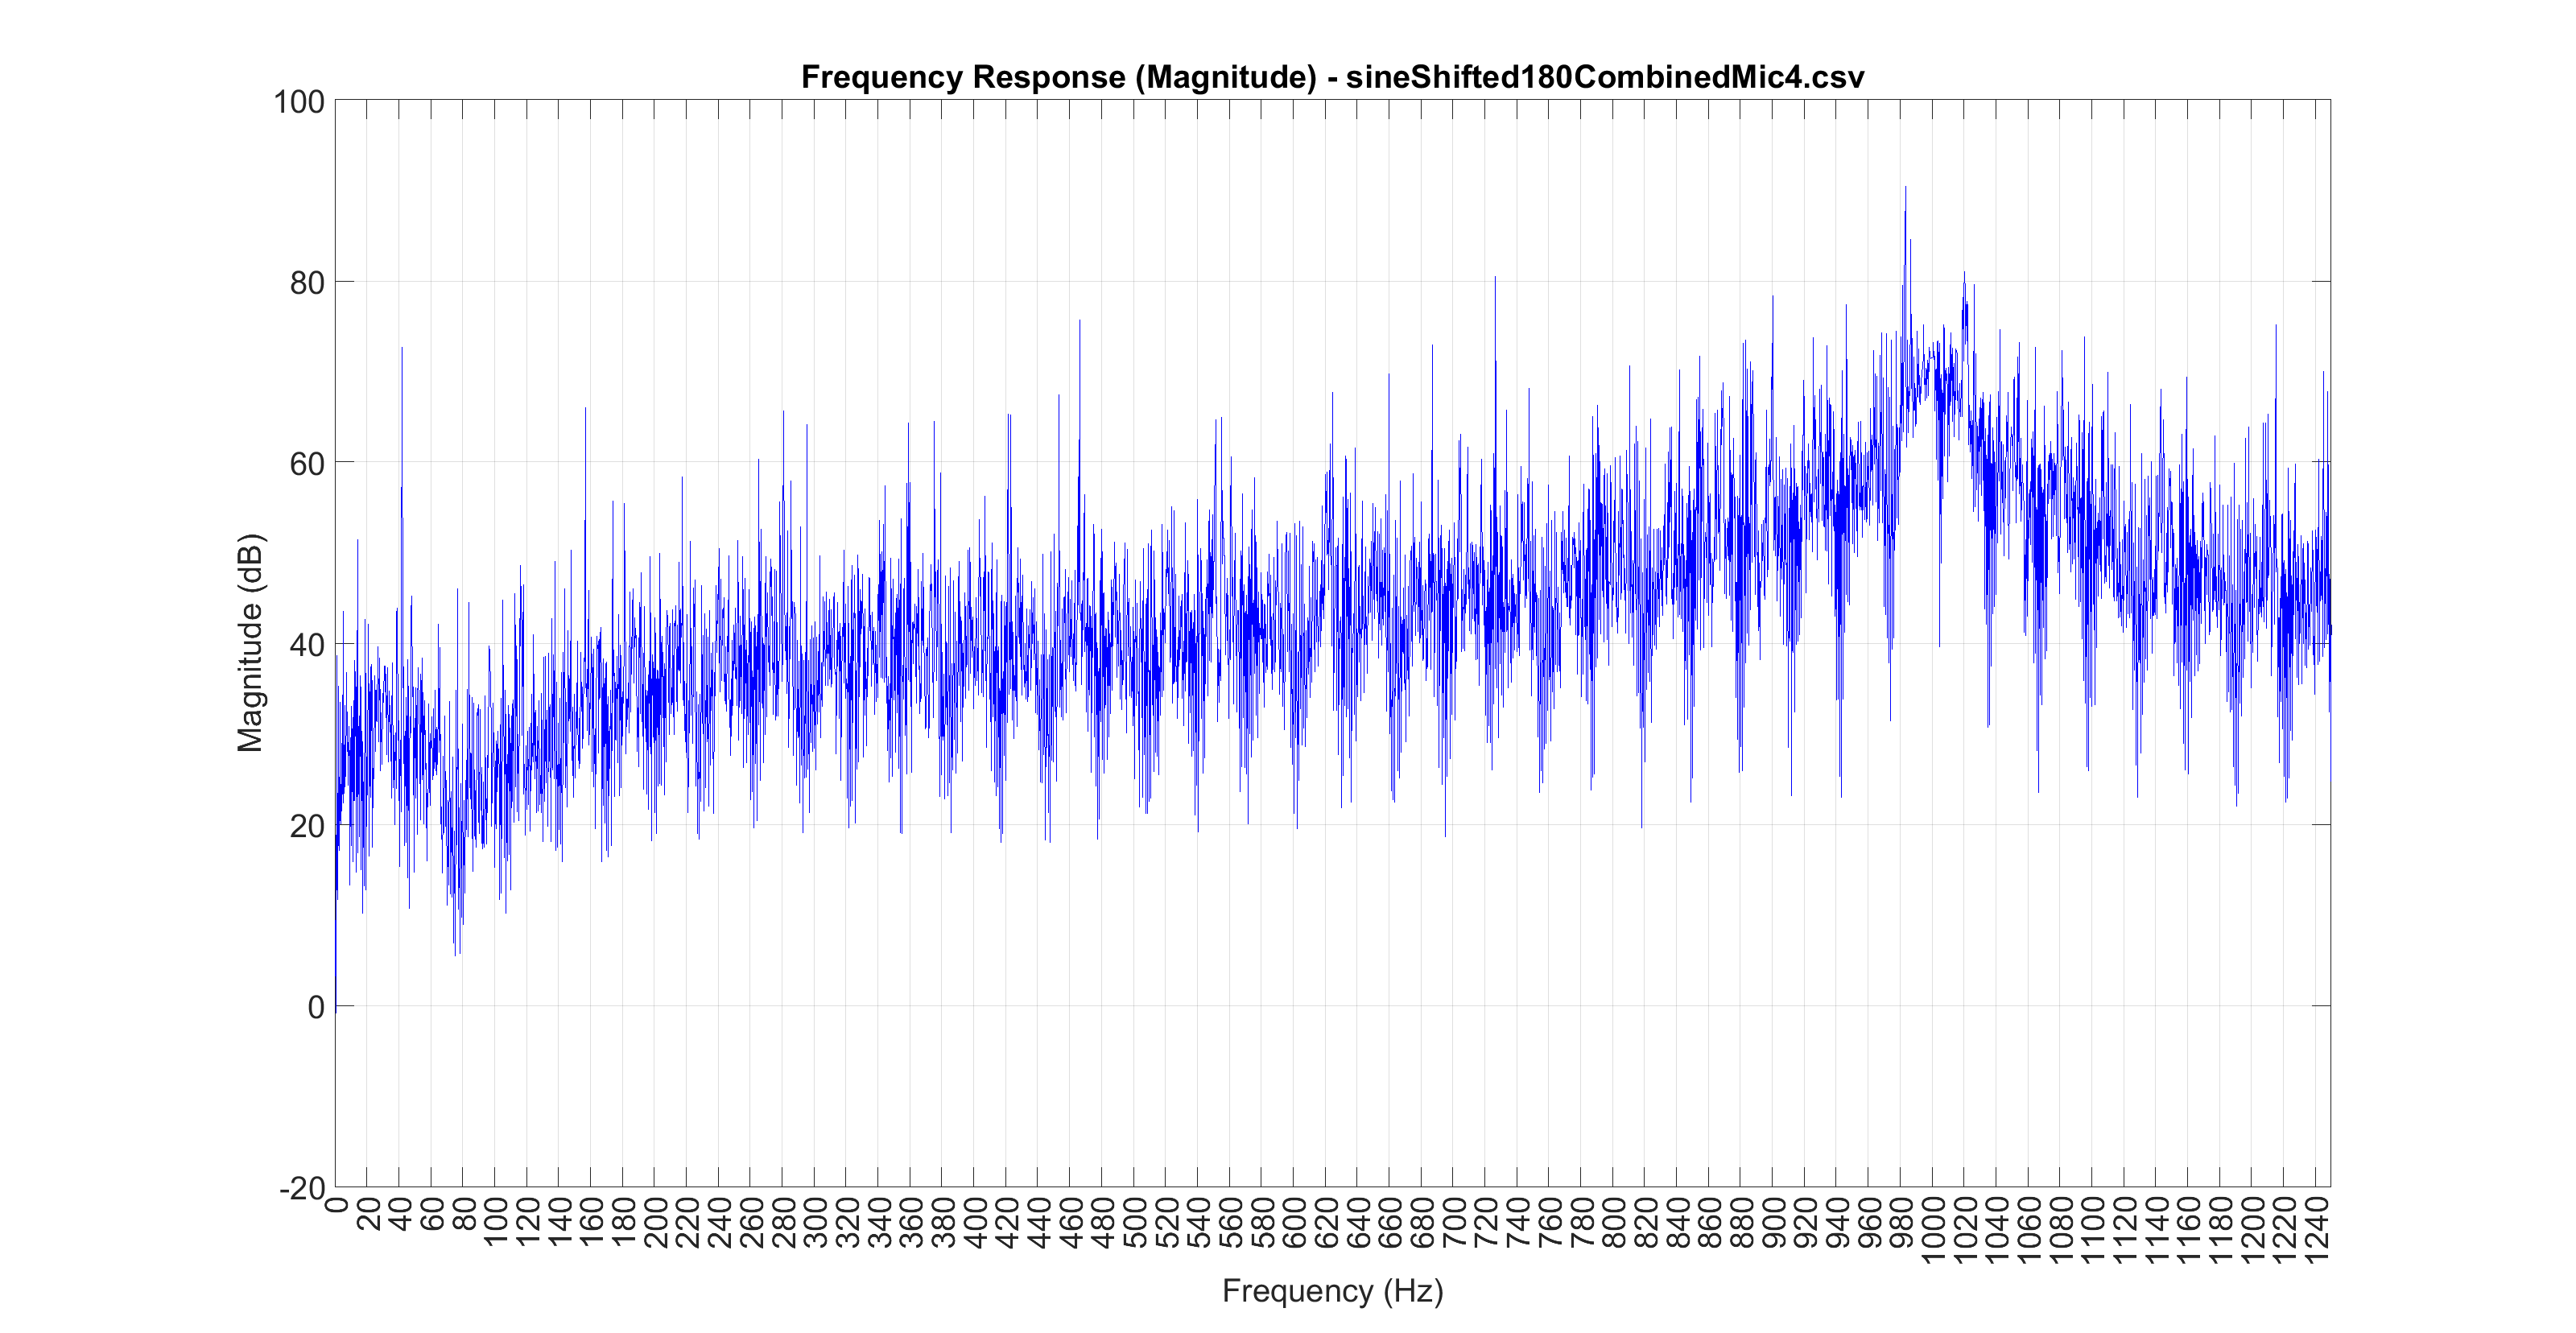 Frequency Response (Magnitude) - sineShifted180CombinedMic4.csv
100
80
60
40
20
0
-20
Magnitude (dB)
0 20 40 60 80 100 120 140 160 180 200 220 240 260 280 300 320 340 360 380 400 420 440 460 480 500 520 540 560 580 600 620 640 660 680 700 720 740 760 780 800 820 840 860 880 900 920 940 960 980 1000 1020 1040 1060 1080 1100 1120 1140 1160 1180 1200 1220 1240
Frequency (Hz)